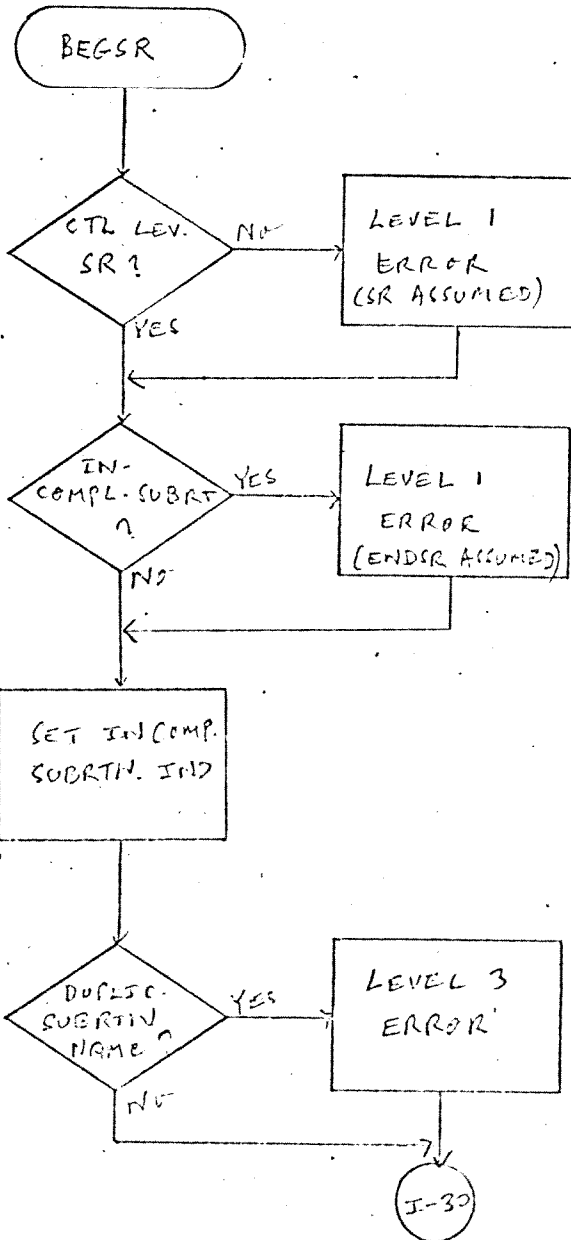 BEGSR
CTL LEV.
SR ?
NO
LEVEL 1
ERROR
(SR ASSUMED)
YES
IN-
COMPL. SUBRT
?
YES
LEVEL 1
ERROR
(ENDSR ASSUMED)
NO
SET INCOMP.
SUBRTN. IND
DUPLIC.
SUBRTN
NAME ?
YES
LEVEL 3
ERROR
NO
I-30